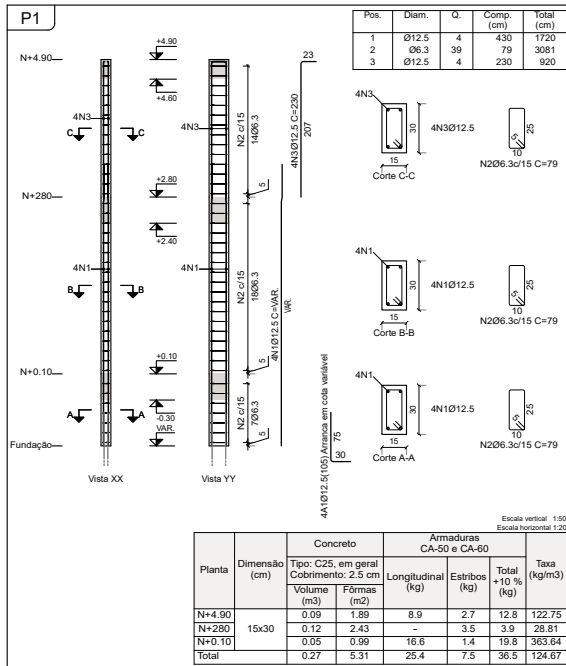 P1
Pos. Diam. Q. Comp. (cm) Total (cm)
1 Ø12.5 4 430 1720
2 Ø6.3 39 79 3081
3 Ø12.5 4 230 920
N+4.90
N+280
N+0.10
Fundação
4N3
C C
4N1
B B
A A
Vista XX
+4.90
+4.60
+2.80
+2.40
+0.10
-0.30
VAR.
4N3
4N1
Vista YY
N2 c/15
14Ø6.3
5
N2 c/15
18Ø6.3
5
N2 c/15
7Ø6.3
5
23
4N3Ø12.5 C=230
207
4N1Ø12.5 C=VAR.
VAR.
4A1Ø12.5(105) Arranca em cota variável
75
30
4N3
30
15
Corte C-C
4N3Ø12.5
5
25
10
N2Ø6.3c/15 C=79
4N1
30
15
Corte B-B
4N1Ø12.5
5
25
10
N2Ø6.3c/15 C=79
4N1
30
15
Corte A-A
4N1Ø12.5
5
25
10
N2Ø6.3c/15 C=79
Escala vertical 1:50
Escala horizontal 1:20
Planta Dimensão (cm) Concreto Armaduras CA-50 e CA-60 Taxa (kg/m3)
Tipo: C25, em geral
Cobrimento: 2.5 cm
Longitudinal (kg) Estribos (kg) Total +10 % (kg)
Volume (m3) Fôrmas (m2)
N+4.90 15x30 0.09 1.89 8.9 2.7 12.8 122.75
N+280 0.12 2.43 - 3.5 3.9 28.81
N+0.10 0.05 0.99 16.6 1.4 19.8 363.64
Total 0.27 5.31 25.4 7.5 36.5 124.67